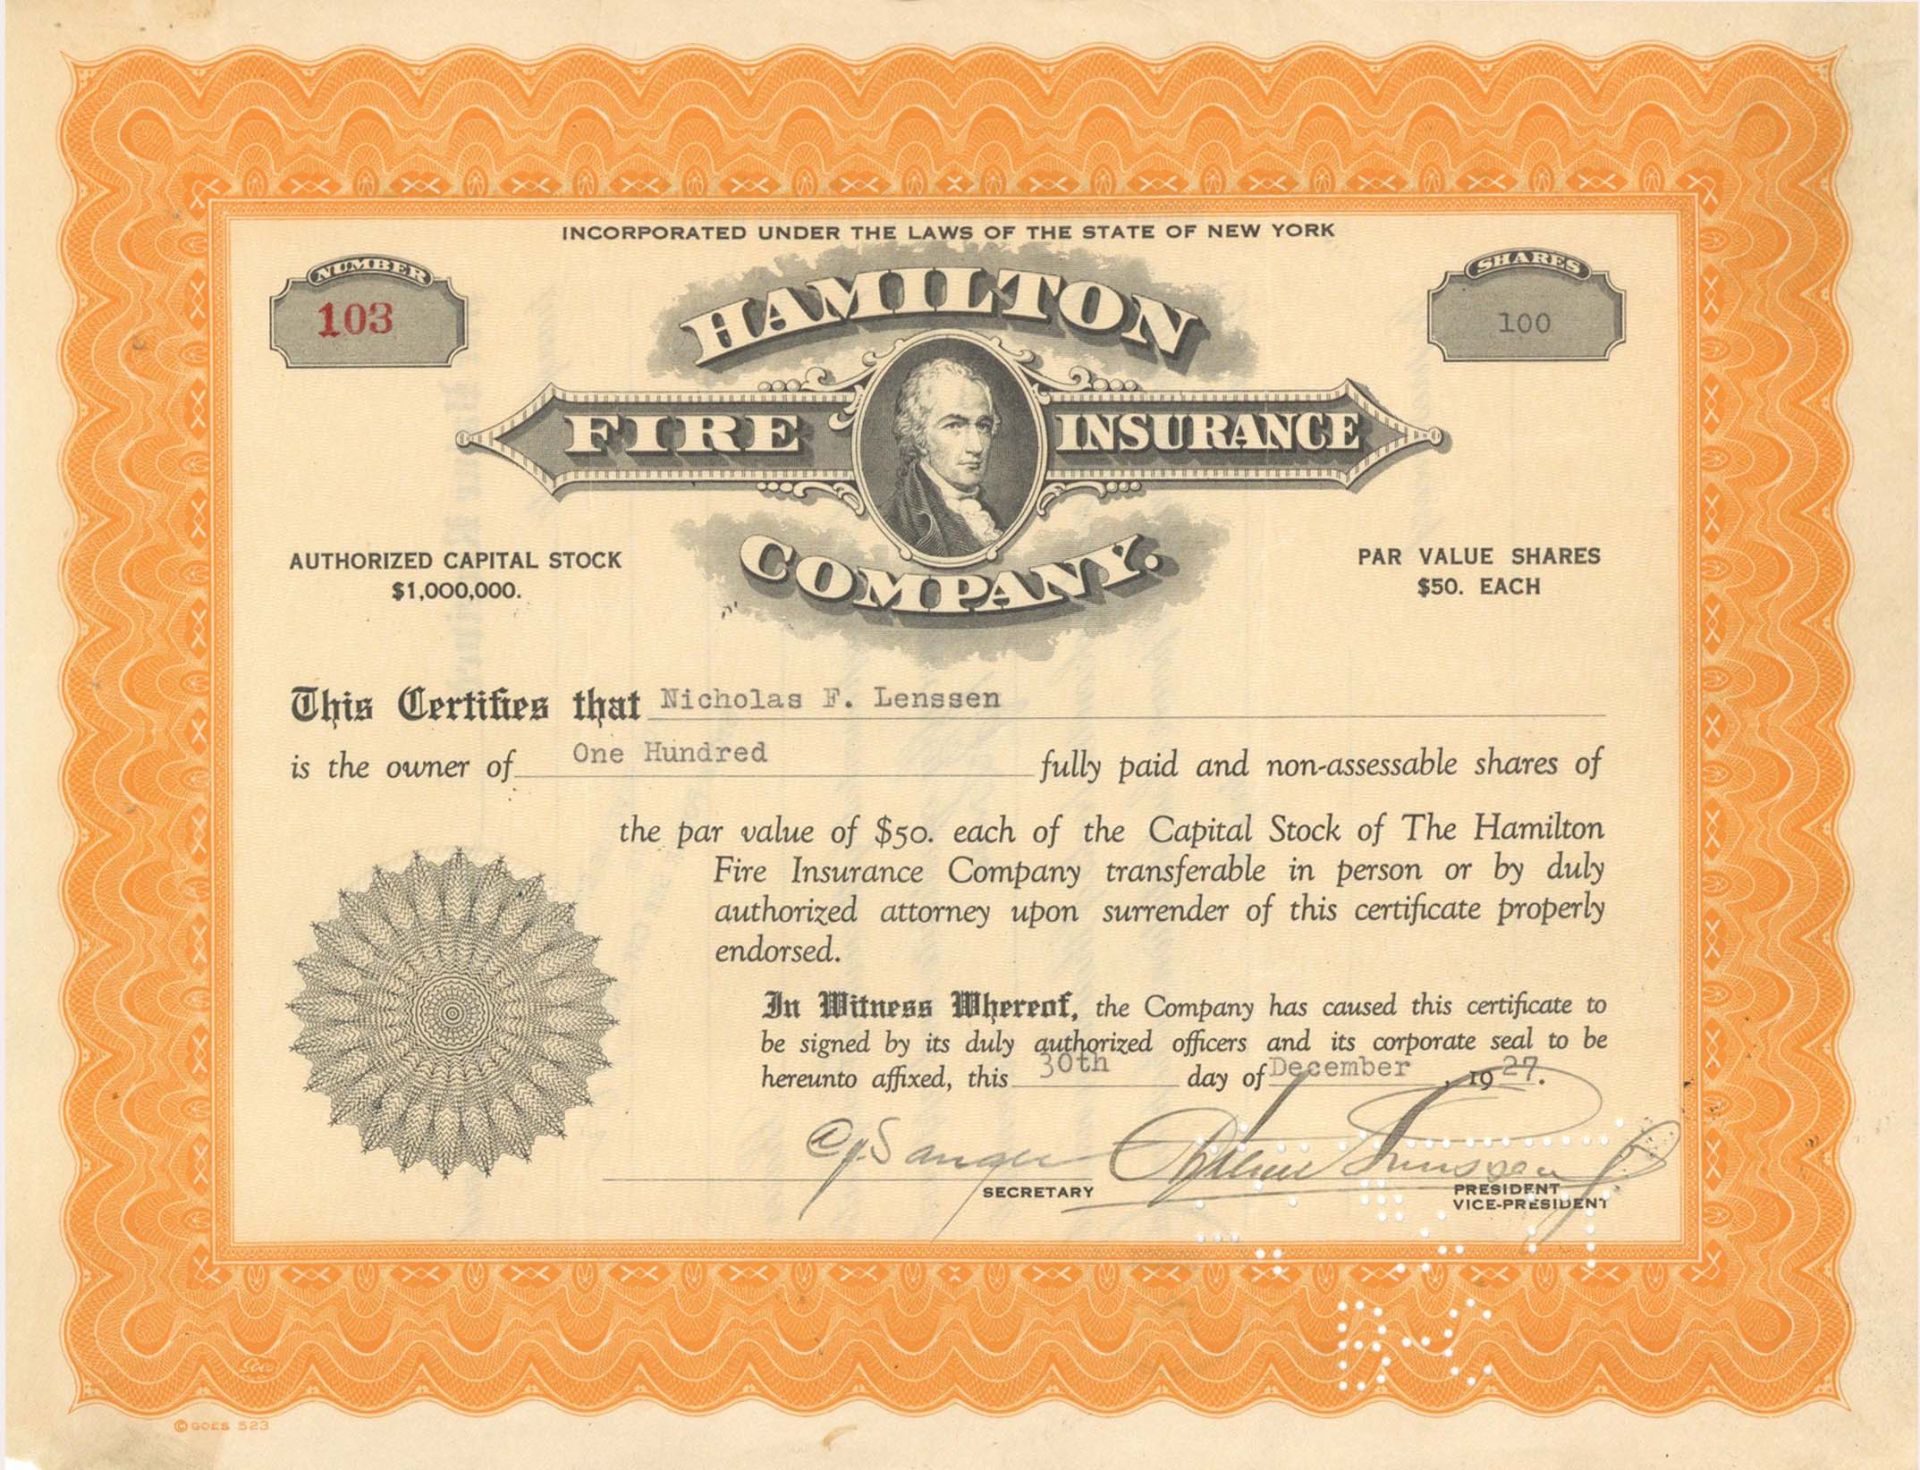 INCORPORATED UNDER THE LAWS OF THE STATE OF NEW YORK
NUMBER
103
SHARES
100
HAMILTON
FIRE INSURANCE
COMPANY.
AUTHORIZED CAPITAL STOCK
$1,000,000.
PAR VALUE SHARES
$50. EACH
This Certifies that Nicholas F. Lenssen
is the owner of One Hundred fully paid and non-assessable shares of
the par value of $50. each of the Capital Stock of The Hamilton
Fire Insurance Company transferable in person or by duly
authorized attorney upon surrender of this certificate properly
endorsed.
In Witness Whereof, the Company has caused this certificate to
be signed by its duly authorized officers and its corporate seal to be
hereunto affixed, this 30th day of December, 1927.
SECRETARY
PRESIDENT
VICE-PRESIDENT
Goes
© GOES 523